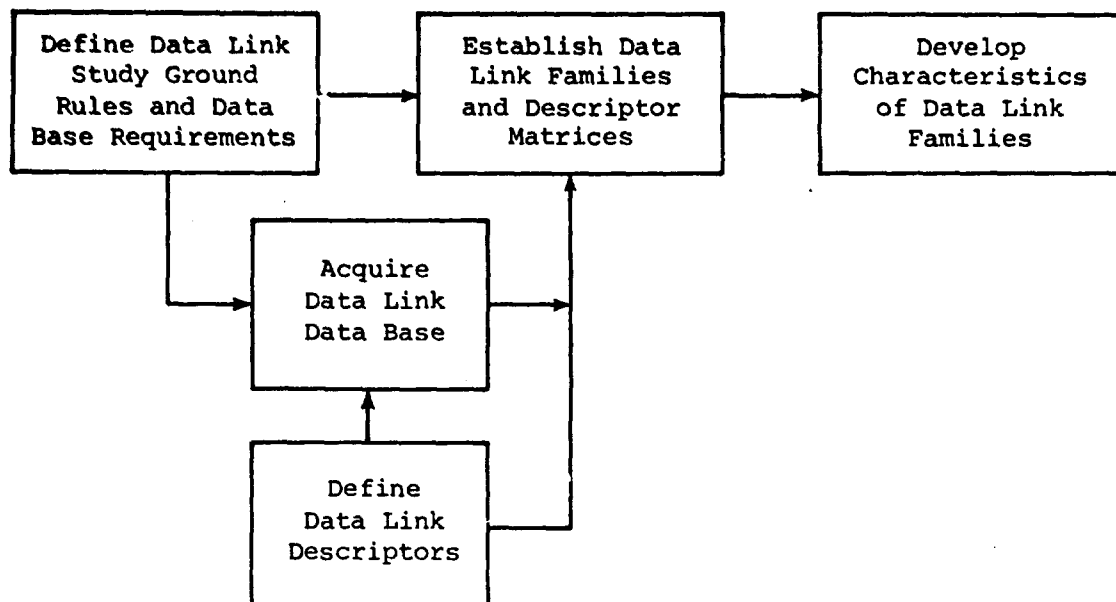 Define Data Link
Study Ground
Rules and Data
Base Requirements
Establish Data
Link Families
and Descriptor
Matrices
Develop
Characteristics
of Data Link
Families
Acquire
Data Link
Data Base
Define
Data Link
Descriptors